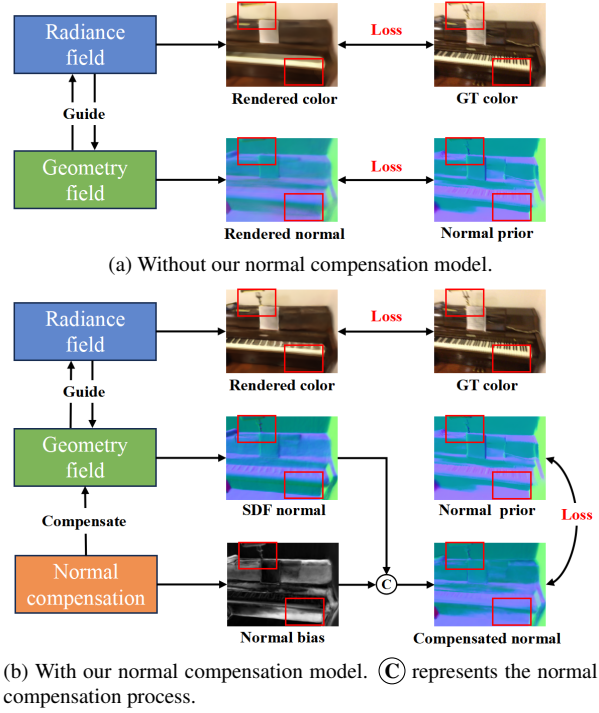 Radiance
field
Loss
Rendered color
GT color
Guide
Geometry
field
Loss
Rendered normal
Normal prior
(a) Without our normal compensation model.
Radiance
field
Loss
Rendered color
GT color
Guide
Geometry
field
SDF normal
Normal prior
Compensate
Loss
Normal
compensation
C
Normal bias
Compensated normal
(b) With our normal compensation model. Ⓒ represents the normal
compensation process.